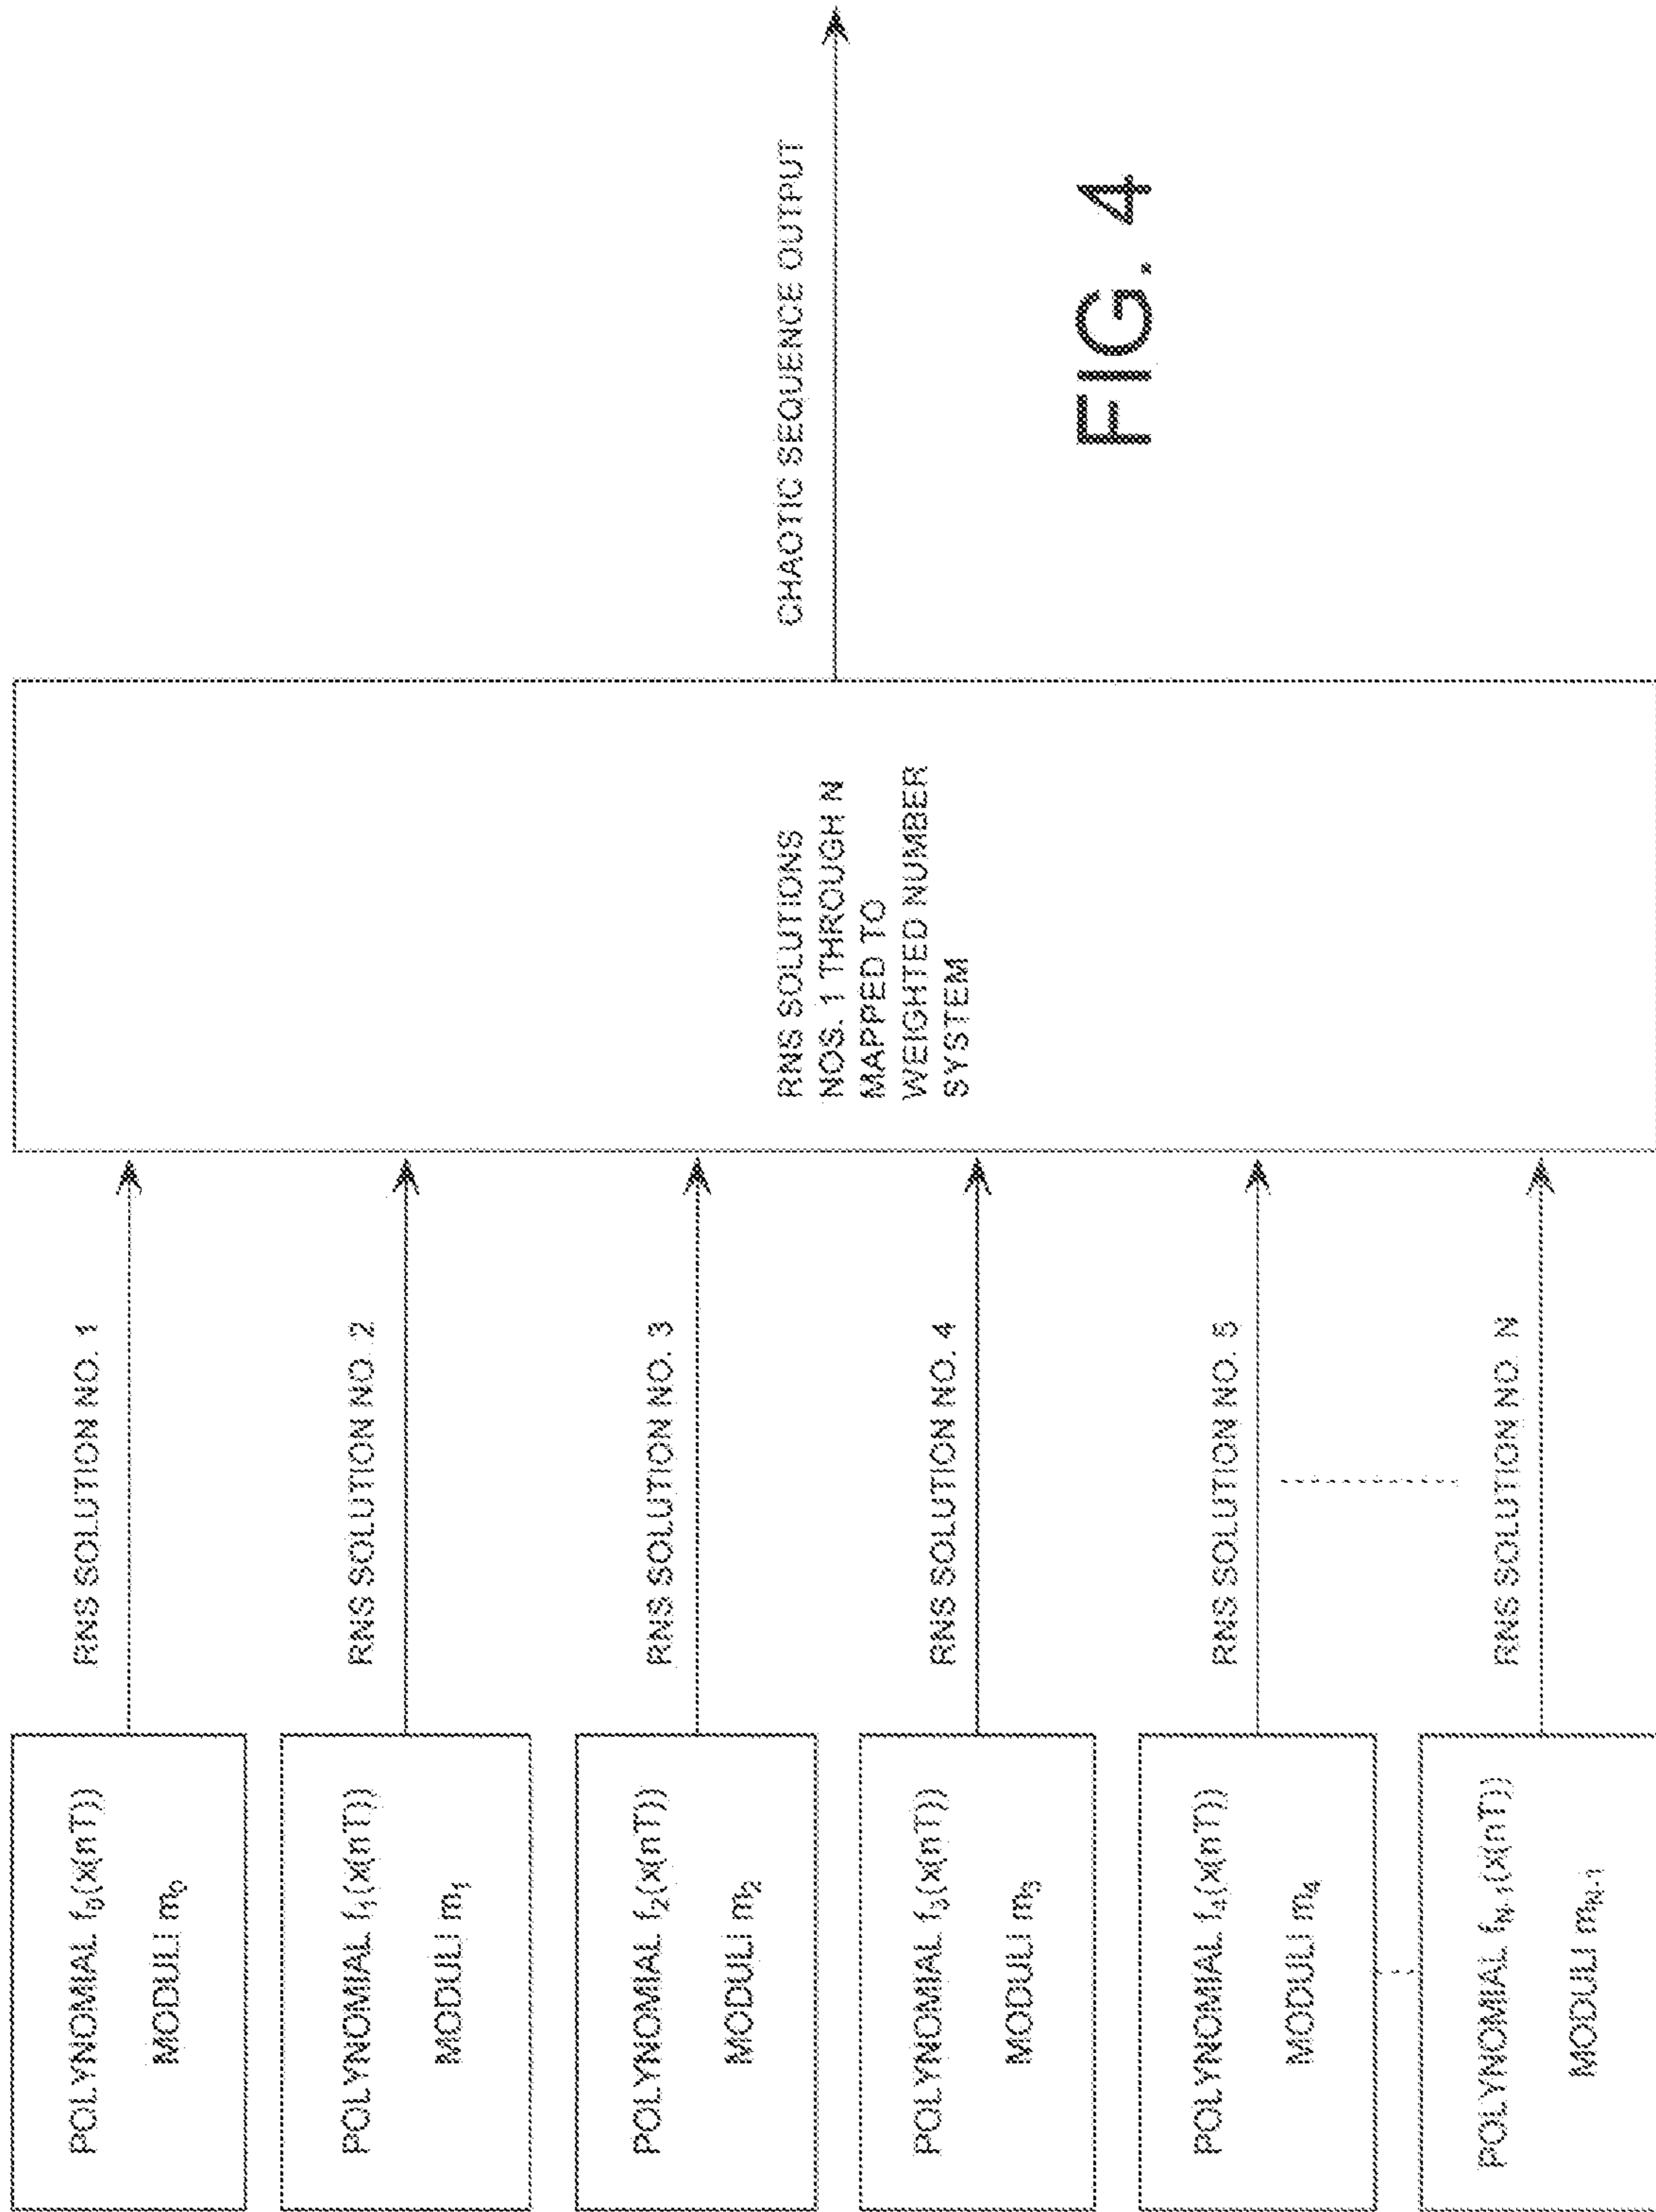 POLYNOMIAL f₀(x(nT))
MODULI m₀
RNS SOLUTION NO. 1
POLYNOMIAL f₁(x(nT))
MODULI m₁
RNS SOLUTION NO. 2
POLYNOMIAL f₂(x(nT))
MODULI m₂
RNS SOLUTION NO. 3
POLYNOMIAL f₃(x(nT))
MODULI m₃
RNS SOLUTION NO. 4
POLYNOMIAL f₄(x(nT))
MODULI m₄
RNS SOLUTION NO. 5
POLYNOMIAL fN-1(x(nT))
MODULI mN-1
RNS SOLUTION NO. N
RNS SOLUTIONS
NOS. 1 THROUGH N
MAPPED TO
WEIGHTED NUMBER
SYSTEM
CHAOTIC SEQUENCE OUTPUT
FIG. 4